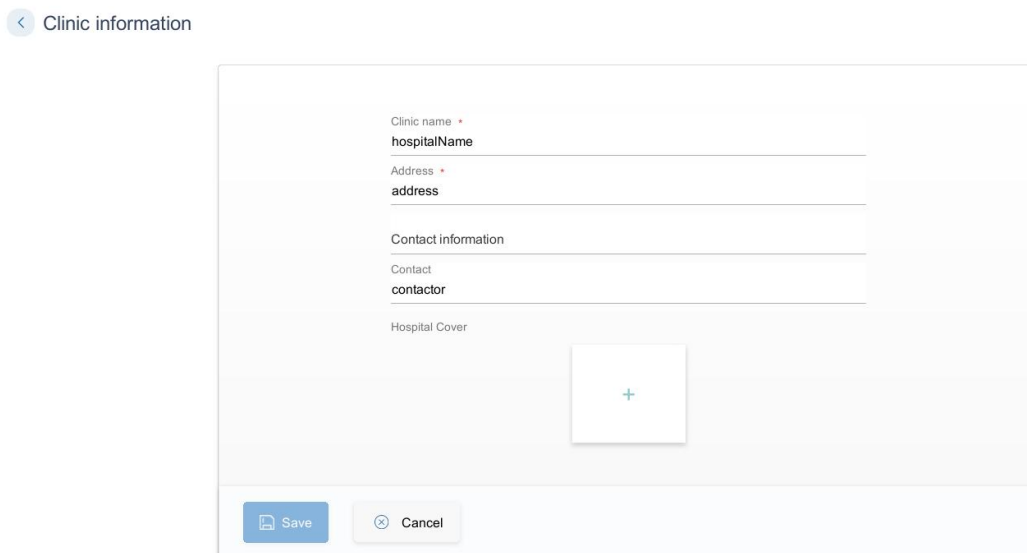 Clinic information
Clinic name *
hospitalName
Address *
address
Contact information
Contact
contactor
Hospital Cover
+
Save
Cancel